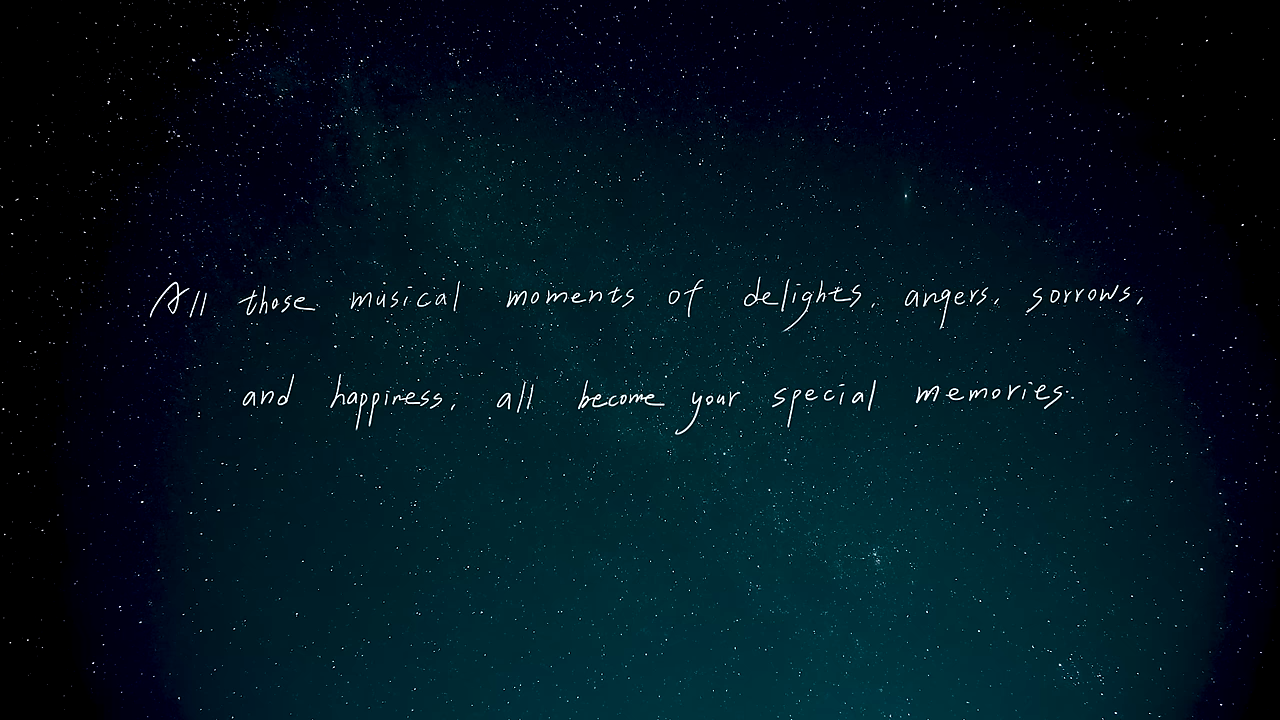 All those musical moments of delights, angers, sorrows,
and happiness, all become your special memories.